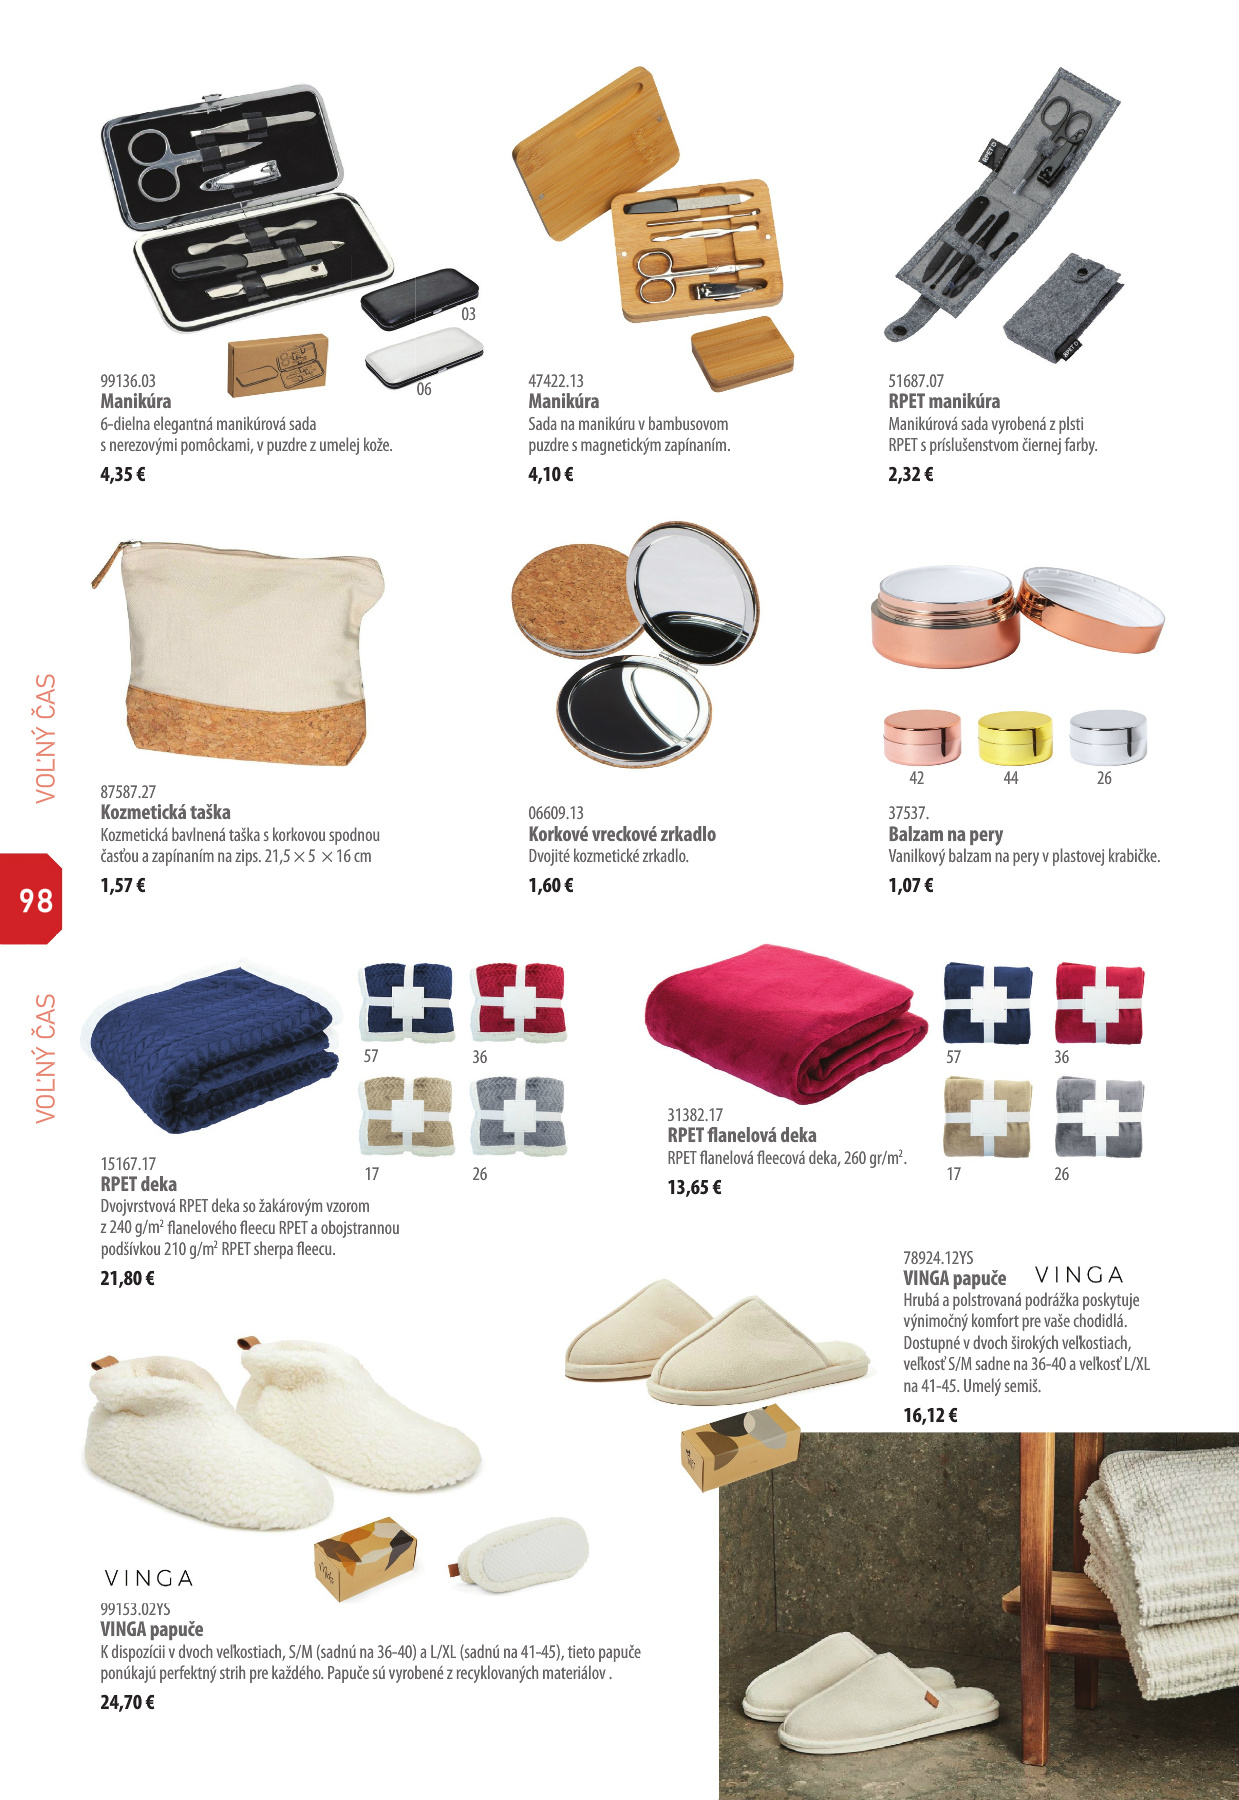 03
06
99136.03
Manikúra
6-dielna elegantná manikúrová sada
s nerezovými pomôckami, v puzdre z umelej kože.
4,35 €
47422.13
Manikúra
Sada na manikúru v bambusovom
puzdre s magnetickým zapínaním.
4,10 €
RPET
RPET
51687.07
RPET manikúra
Manikúrová sada vyrobená z plsti
RPET s príslušenstvom čiernej farby.
2,32 €
87587.27
Kozmetická taška
Kozmetická bavlnená taška s korkovou spodnou
časťou a zapínaním na zips. 21,5 × 5 × 16 cm
1,57 €
06609.13
Korkové vreckové zrkadlo
Dvojité kozmetické zrkadlo.
1,60 €
42
44
26
37537.
Balzam na pery
Vanilkový balzam na pery v plastovej krabičke.
1,07 €
VOĽNÝ ČAS
98
VOĽNÝ ČAS
57
36
17
26
15167.17
RPET deka
Dvojvrstvová RPET deka so žakárovým vzorom
z 240 g/m² flanelového fleecu RPET a obojstrannou
podšívkou 210 g/m² RPET sherpa fleecu.
21,80 €
57
36
17
26
31382.17
RPET flanelová deka
RPET flanelová fleecová deka, 260 gr/m².
13,65 €
78924.12YS
VINGA papuče
VINGA
Hrubá a polstrovaná podrážka poskytuje
výnimočný komfort pre vaše chodidlá.
Dostupné v dvoch širokých veľkostiach,
veľkosť S/M sadne na 36-40 a veľkosť L/XL
na 41-45. Umelý semiš.
16,12 €
VINGA
99153.02YS
VINGA papuče
K dispozícii v dvoch veľkostiach, S/M (sadnú na 36-40) a L/XL (sadnú na 41-45), tieto papuče
ponúkajú perfektný strih pre každého. Papuče sú vyrobené z recyklovaných materiálov .
24,70 €